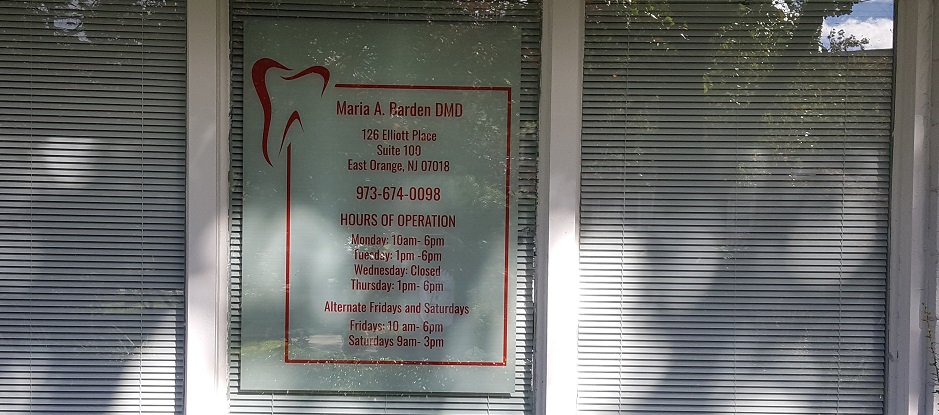 Maria A. Barden DMD
126 Elliott Place
Suite 100
East Orange, NJ 07018
973-674-0098
HOURS OF OPERATION
Monday: 10am- 6pm
Tuesday: 1pm -6pm
Wednesday: Closed
Thursday: 1pm- 6pm
Alternate Fridays and Saturdays
Fridays: 10 am- 6pm
Saturdays 9am- 3pm